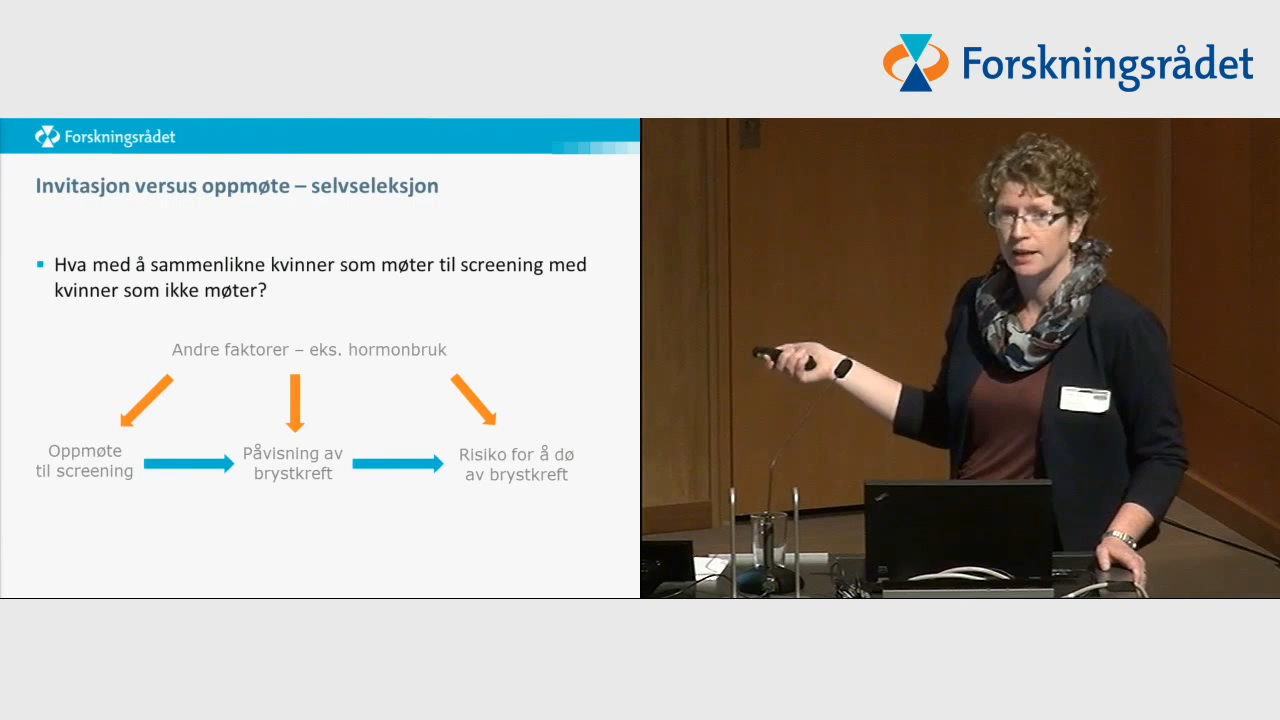 Forskningsrådet
Forskningsrådet
Invitasjon versus oppmøte – selvseleksjon
Hva med å sammenlikne kvinner som møter til screening med
kvinner som ikke møter?
Andre faktorer – eks. hormonbruk
Oppmøte
til screening
Påvisning av
brystkreft
Risiko for å dø
av brystkreft